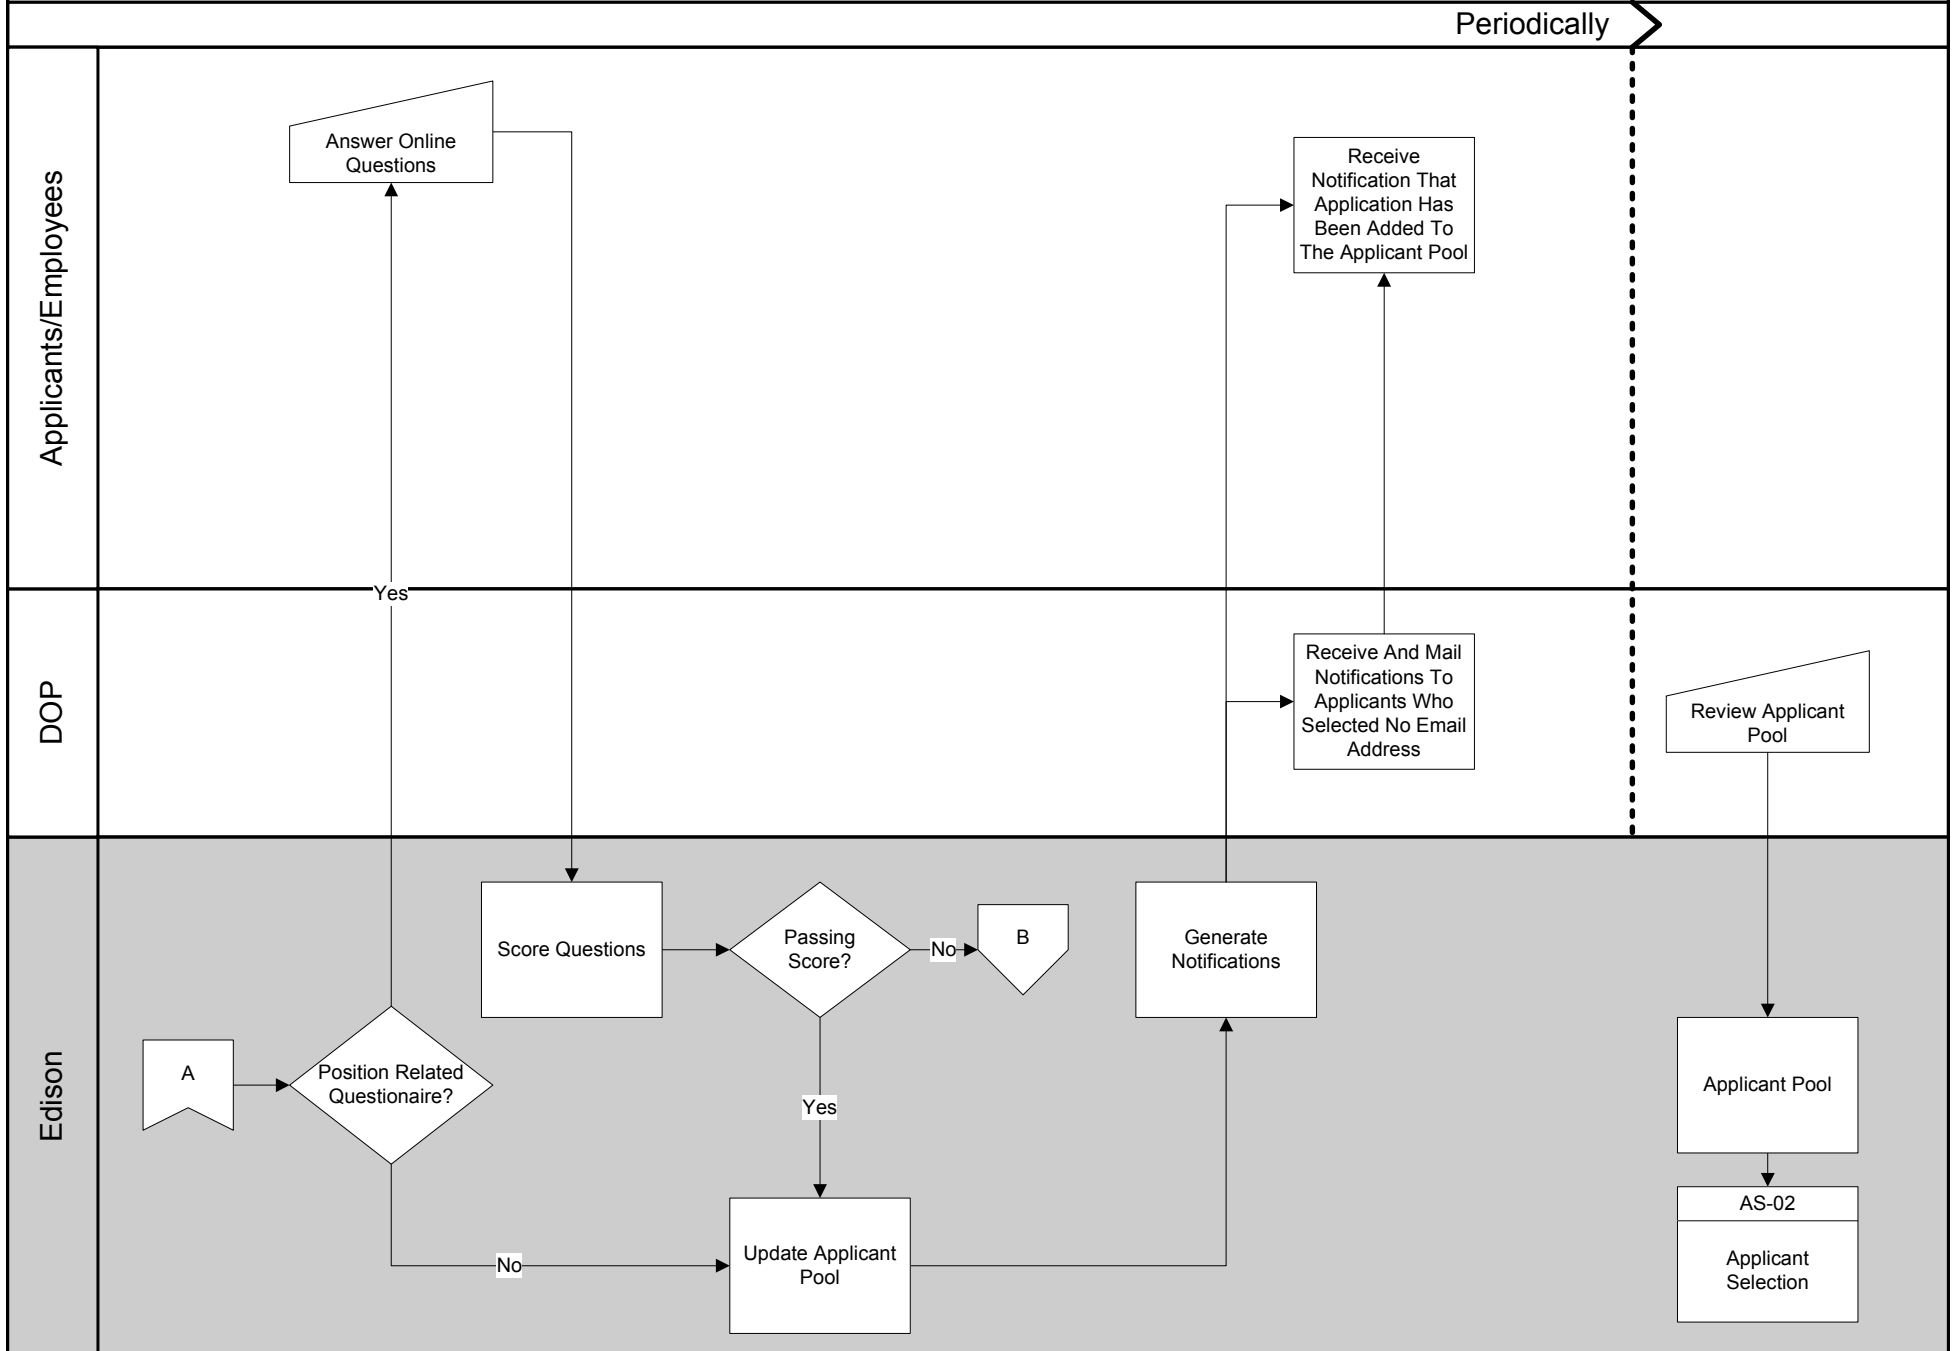 Periodically
Applicants/Employees
Answer Online
Questions
Receive
Notification That
Application Has
Been Added To
The Applicant Pool
Yes
DOP
Receive And Mail
Notifications To
Applicants Who
Selected No Email
Address
Review Applicant
Pool
Edison
A
Position Related
Questionaire?
Score Questions
Passing
Score?
No
B
Yes
No
Update Applicant
Pool
Generate
Notifications
Applicant Pool
AS-02
Applicant
Selection